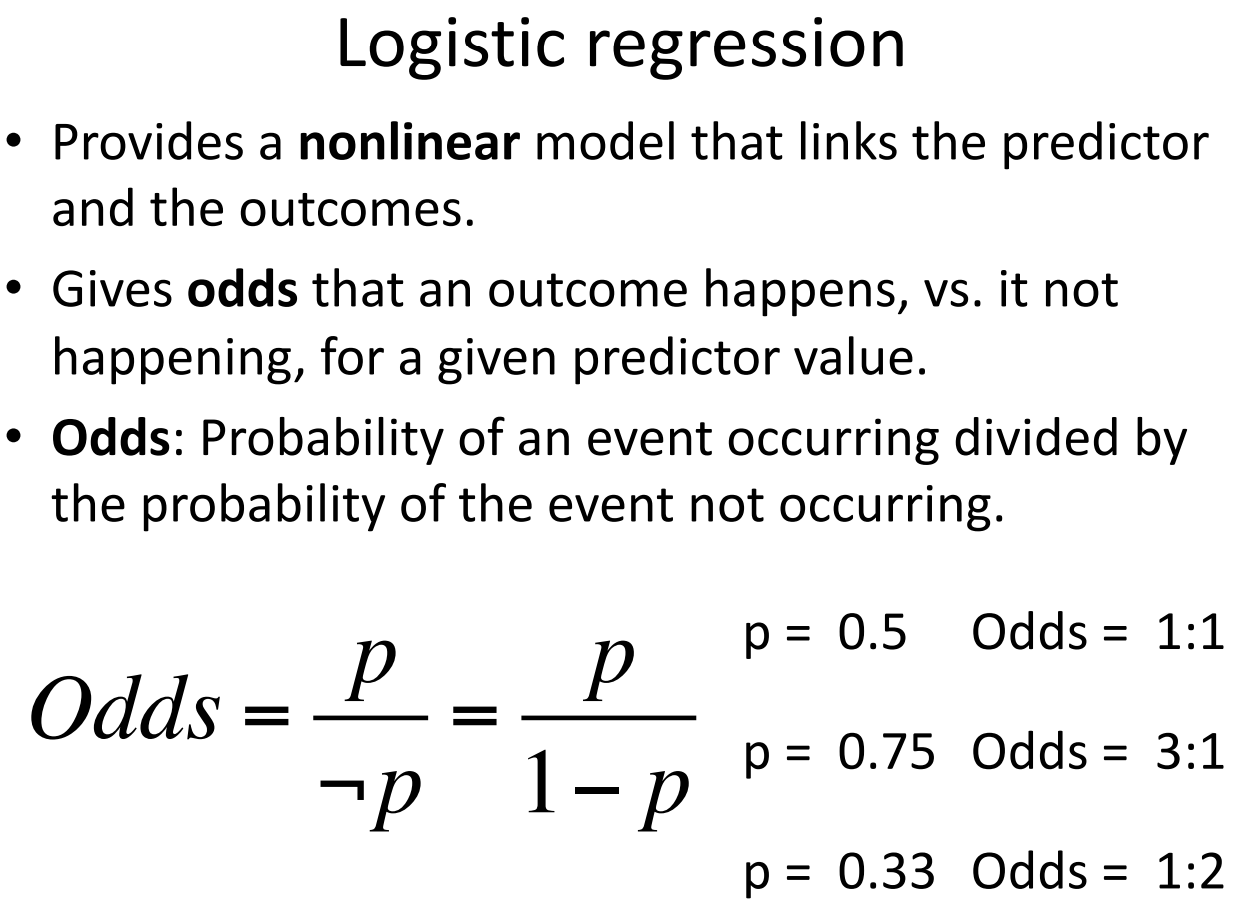 Logistic regression
• Provides a nonlinear model that links the predictor
and the outcomes.
• Gives odds that an outcome happens, vs. it not
happening, for a given predictor value.
• Odds: Probability of an event occurring divided by
the probability of the event not occurring.
Odds = p/¬p = p/1 − p
p = 0.5 Odds = 1:1
p = 0.75 Odds = 3:1
p = 0.33 Odds = 1:2